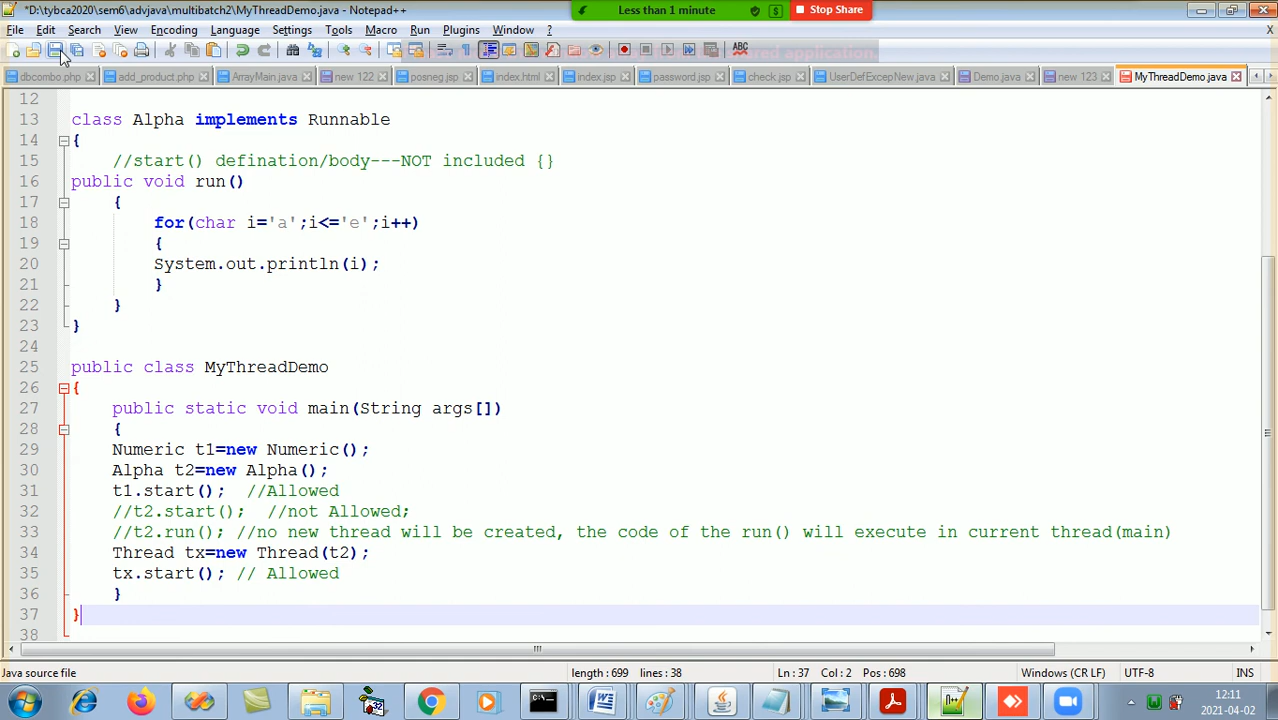 *D:\tybca2020\sem6\advjava\multibatch2\MyThreadDemo.java - Notepad++
Less than 1 minute
$
Stop Share
File Edit Search View Encoding Language Settings Tools Macro Run Plugins Window ? X
ABC
application.
dbcombo.php add_product.php ArrayMain.java new 122 posneg.jsp index.html index.jsp password.jsp check.jsp UserDefExcepNew.java Demo.java new 123 MyThreadDemo.java
12
13 class Alpha implements Runnable
14 {
15 //start() defination/body---NOT included {}
16 public void run()
17 {
18 for(char i='a';i<='e';i++)
19 {
20 System.out.println(i);
21 }
22 }
23 }
24
25 public class MyThreadDemo
26 {
27 public static void main(String args[])
28 {
29 Numeric t1=new Numeric();
30 Alpha t2=new Alpha();
31 t1.start(); //Allowed
32 //t2.start(); //not Allowed;
33 //t2.run(); //no new thread will be created, the code of the run() will execute in current thread(main)
34 Thread tx=new Thread(t2);
35 tx.start(); // Allowed
36 }
37 }
38
Java source file length : 699 lines : 38 Ln : 37 Col : 2 Pos : 698 Windows (CR LF) UTF-8 INS
12:11
2021-04-02